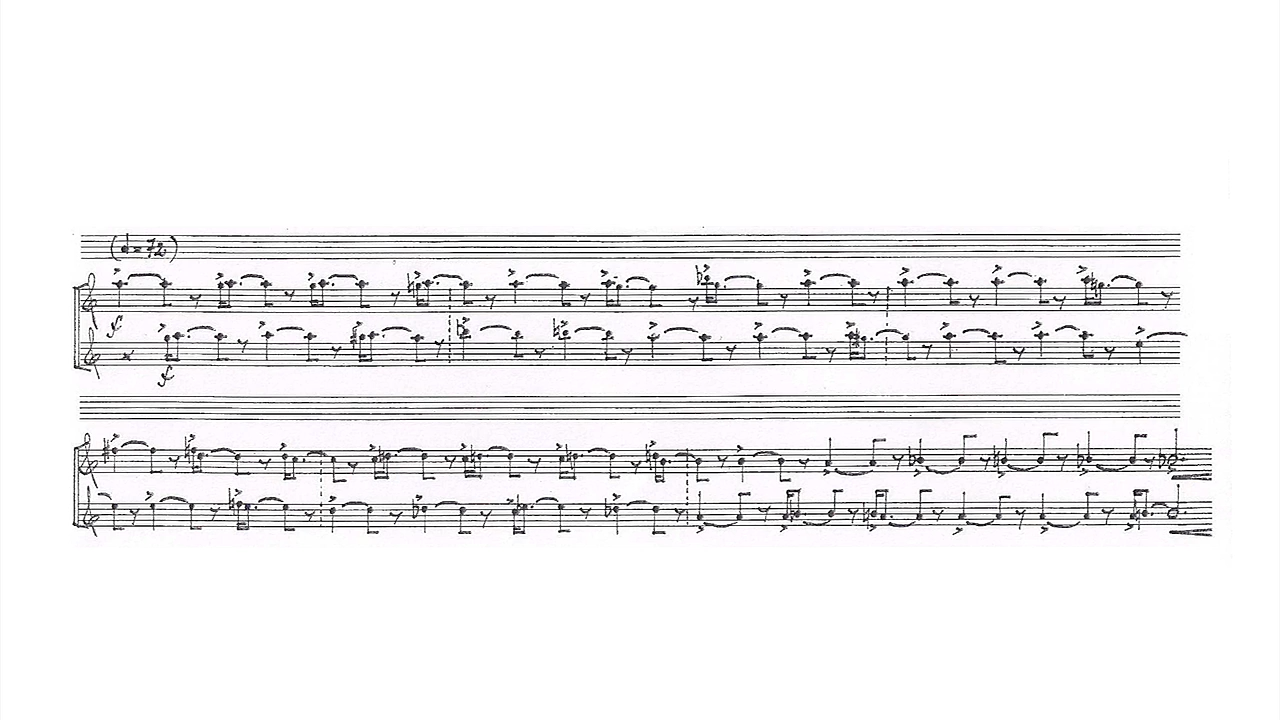 (𝅗𝅥 = 72)
f
f